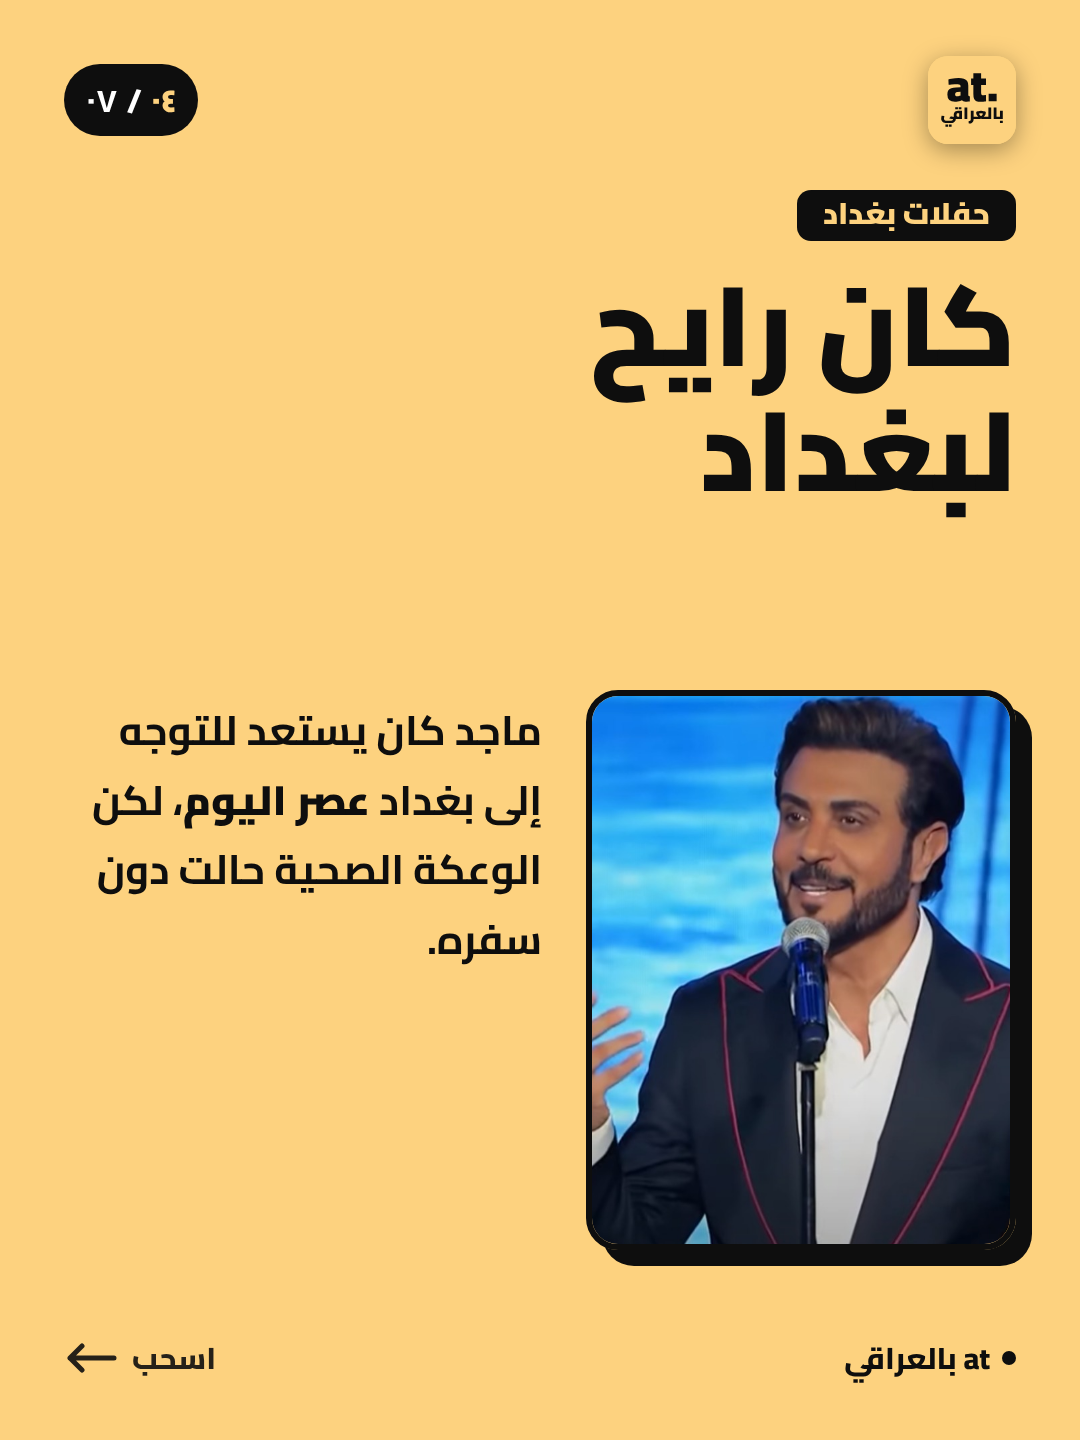 at.
بالعراقي
٠٤ / ٠٧
حفلات بغداد
كان رايح
لبغداد
ماجد كان يستعد للتوجه
إلى بغداد عصر اليوم، لكن
الوعكة الصحية حالت دون
سفره.
at بالعراقي
اسحب